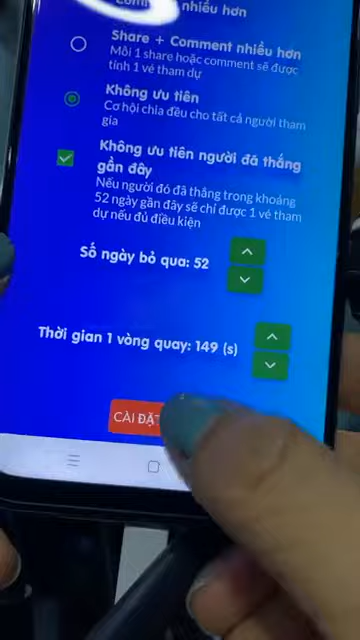 nhiều hơn
Share + Comment nhiều hơn
Mỗi 1 share hoặc comment sẽ được
tính 1 vé tham dự
Không ưu tiên
Cơ hội chia đều cho tất cả người tham
gia
Không ưu tiên người đã thắng
gần đây
Nếu người đó đã thắng trong khoảng
52 ngày gần đây sẽ chỉ được 1 vé tham
dự nếu đủ điều kiện
Số ngày bỏ qua: 52
Thời gian 1 vòng quay: 149 (s)
CÀI ĐẶT